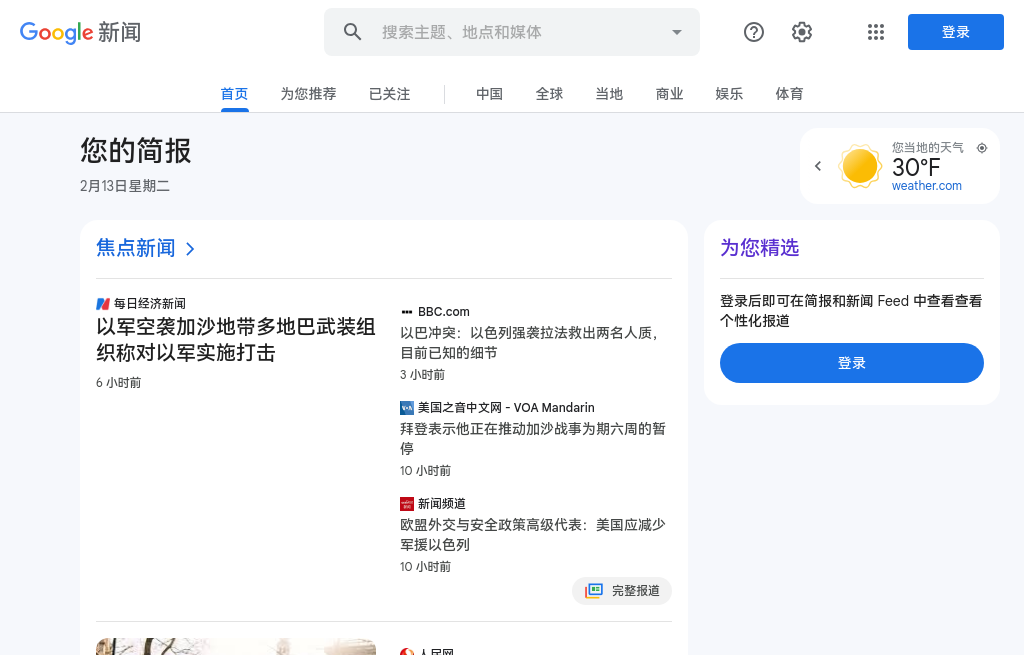 Google 新闻
搜索主题、地点和媒体
登录
首页
为您推荐
已关注
中国
全球
当地
商业
娱乐
体育
您的简报
2月13日星期二
您当地的天气
30°F
weather.com
焦点新闻
每日经济新闻
以军空袭加沙地带多地巴武装组
织称对以军实施打击
6 小时前
BBC.com
以巴冲突：以色列强袭拉法救出两名人质，
目前已知的细节
3 小时前
VOA 美国之音中文网 - VOA Mandarin
拜登表示他正在推动加沙战事为期六周的暂
停
10 小时前
新闻频道
欧盟外交与安全政策高级代表：美国应减少
军援以色列
10 小时前
完整报道
人民网
为您精选
登录后即可在简报和新闻 Feed 中查看查看
个性化报道
登录